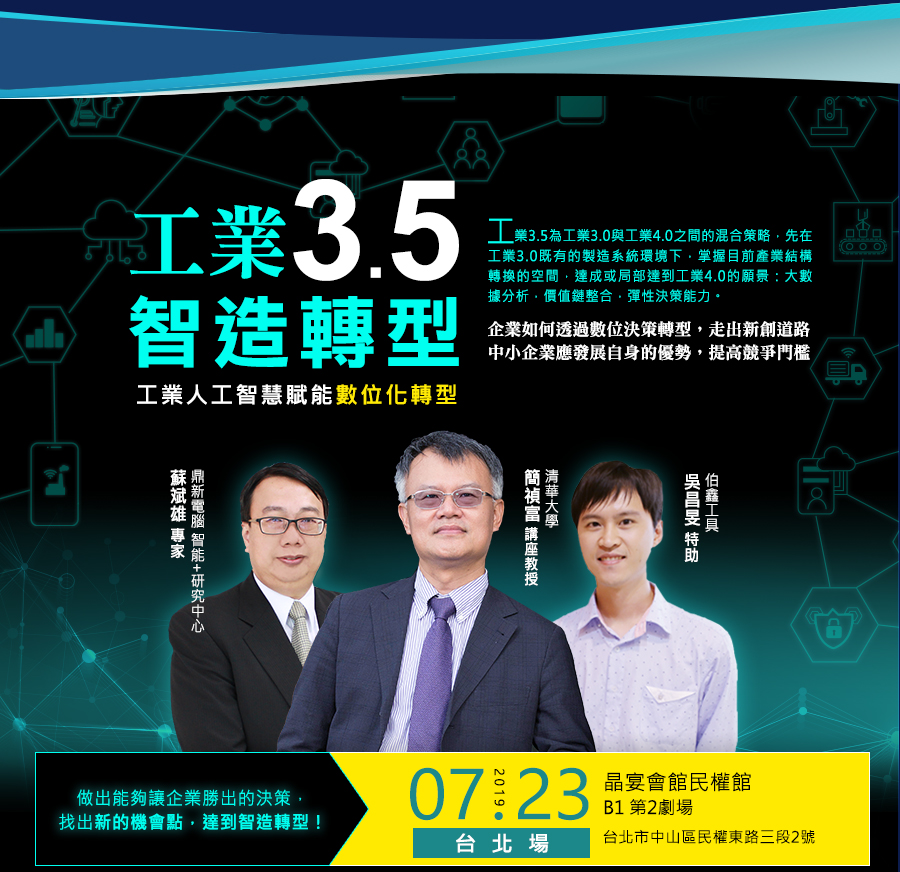 工業3.5
智造轉型
工業人工智慧賦能數位化轉型
工業3.5為工業3.0與工業4.0之間的混合策略，先在
工業3.0既有的製造系統環境下，掌握目前產業結構
轉換的空間，達成或局部達到工業4.0的願景：大數
據分析，價值鏈整合，彈性決策能力。
企業如何透過數位決策轉型，走出新創道路
中小企業應發展自身的優勢，提高競爭門檻
鼎新電腦 智能+研究中心
蘇斌雄 專家
清華大學
簡禎富 講座教授
伯鑫工具
吳昌旻 特助
做出能夠讓企業勝出的決策，
找出新的機會點，達到智造轉型！
2019
07.23
台北場
晶宴會館民權館
B1 第2劇場
台北市中山區民權東路三段2號